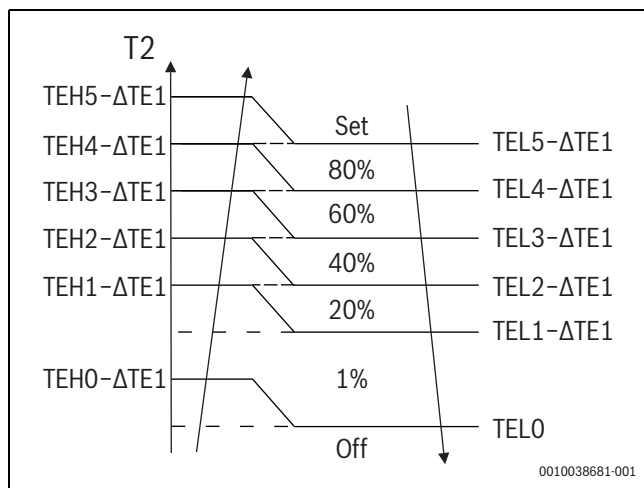 T2
TEH5-ΔTE1
Set
TEH4-ΔTE1
TEL5-ΔTE1
80%
TEH3-ΔTE1
TEL4-ΔTE1
60%
TEH2-ΔTE1
TEL3-ΔTE1
40%
TEH1-ΔTE1
TEL2-ΔTE1
20%
TEL1-ΔTE1
TEH0-ΔTE1
1%
TEL0
Off
0010038681-001